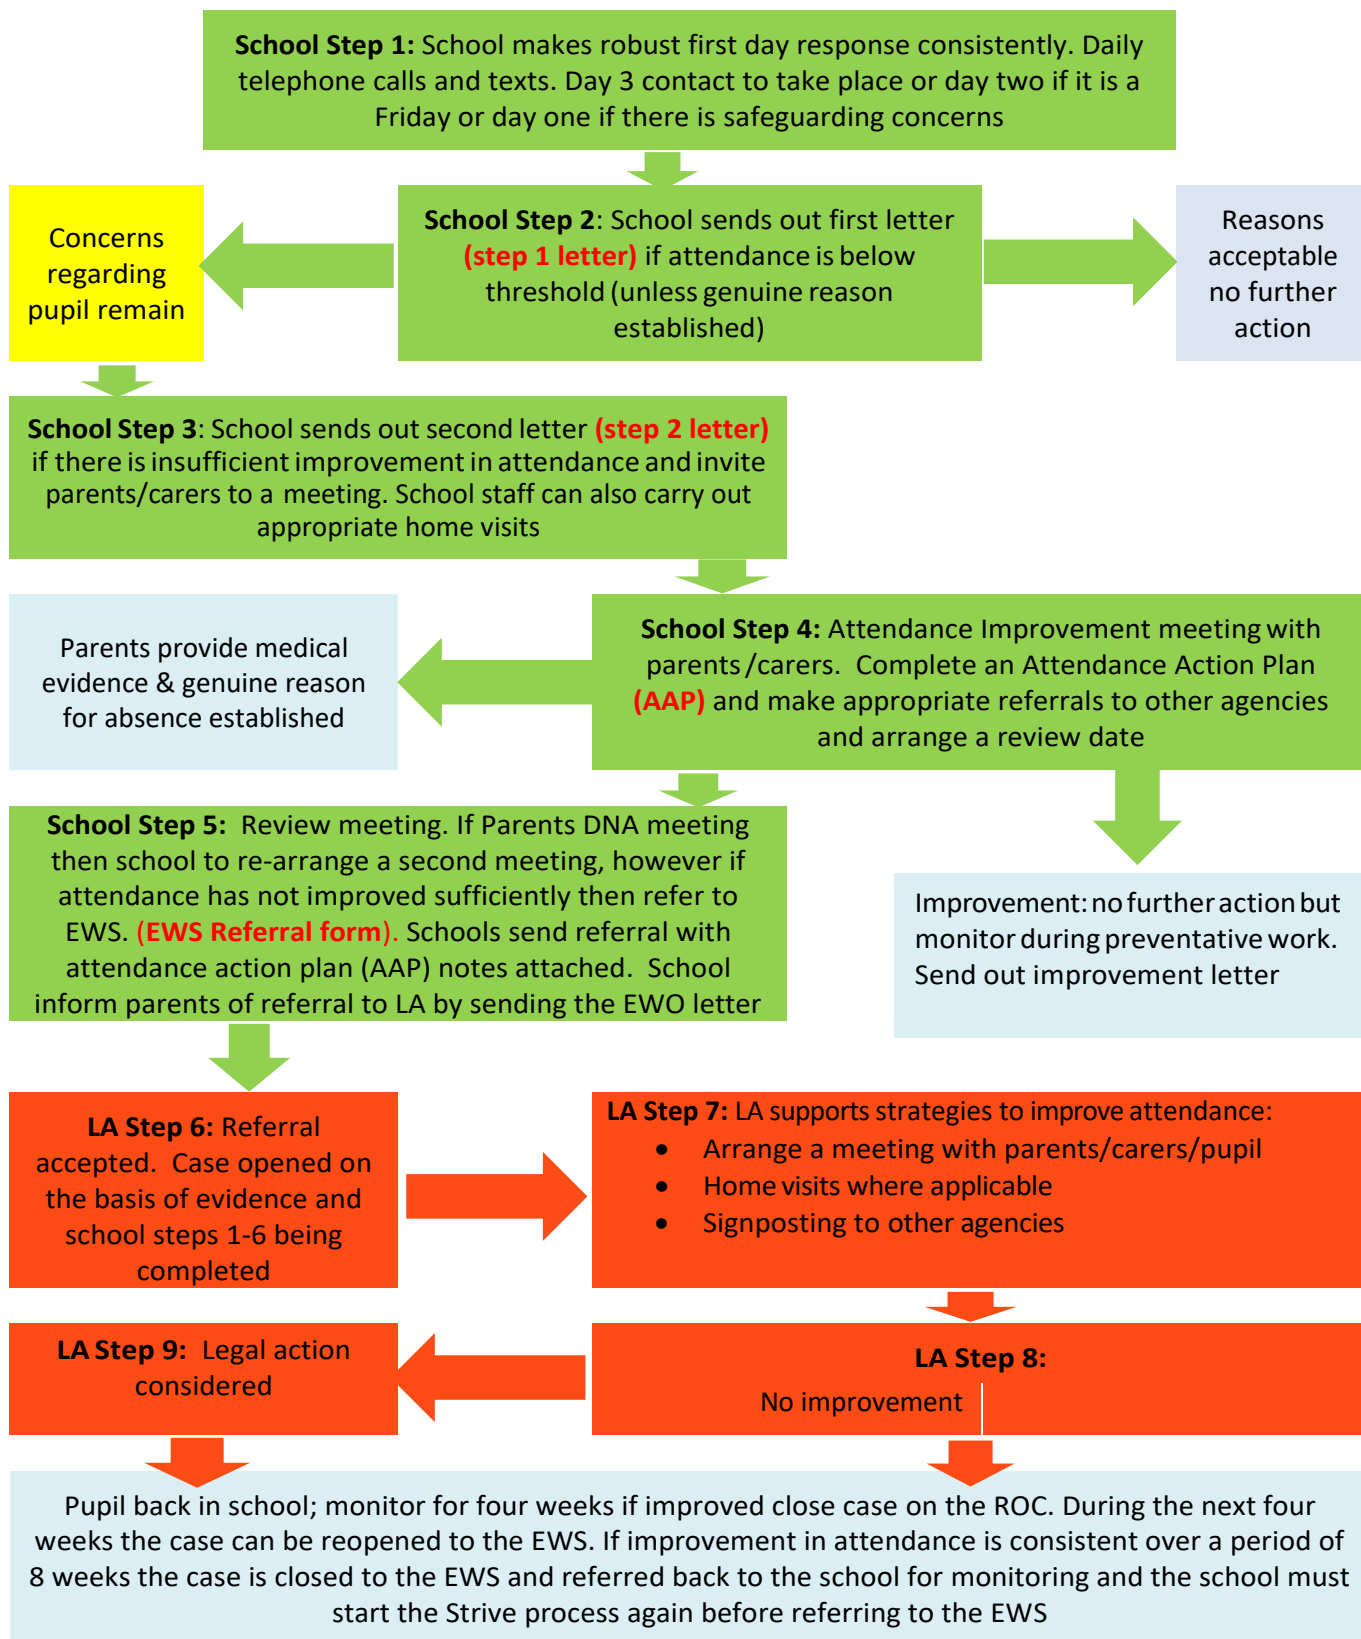 School Step 1: School makes robust first day response consistently. Daily
telephone calls and texts. Day 3 contact to take place or day two if it is a
Friday or day one if there is safeguarding concerns
Concerns
regarding
pupil remain
School Step 2: School sends out first letter
(step 1 letter) if attendance is below
threshold (unless genuine reason
established)
Reasons
acceptable
no further
action
School Step 3: School sends out second letter (step 2 letter)
if there is insufficient improvement in attendance and invite
parents/carers to a meeting. School staff can also carry out
appropriate home visits
Parents provide medical
evidence & genuine reason
for absence established
School Step 4: Attendance Improvement meeting with
parents/carers. Complete an Attendance Action Plan
(AAP) and make appropriate referrals to other agencies
and arrange a review date
School Step 5: Review meeting. If Parents DNA meeting
then school to re-arrange a second meeting, however if
attendance has not improved sufficiently then refer to
EWS. (EWS Referral form). Schools send referral with
attendance action plan (AAP) notes attached. School
inform parents of referral to LA by sending the EWO letter
Improvement: no further action but
monitor during preventative work.
Send out improvement letter
LA Step 6: Referral
accepted. Case opened on
the basis of evidence and
school steps 1-6 being
completed
LA Step 7: LA supports strategies to improve attendance:
• Arrange a meeting with parents/carers/pupil
• Home visits where applicable
• Signposting to other agencies
LA Step 9: Legal action
considered
LA Step 8:
No improvement
Pupil back in school; monitor for four weeks if improved close case on the ROC. During the next four
weeks the case can be reopened to the EWS. If improvement in attendance is consistent over a period of
8 weeks the case is closed to the EWS and referred back to the school for monitoring and the school must
start the Strive process again before referring to the EWS